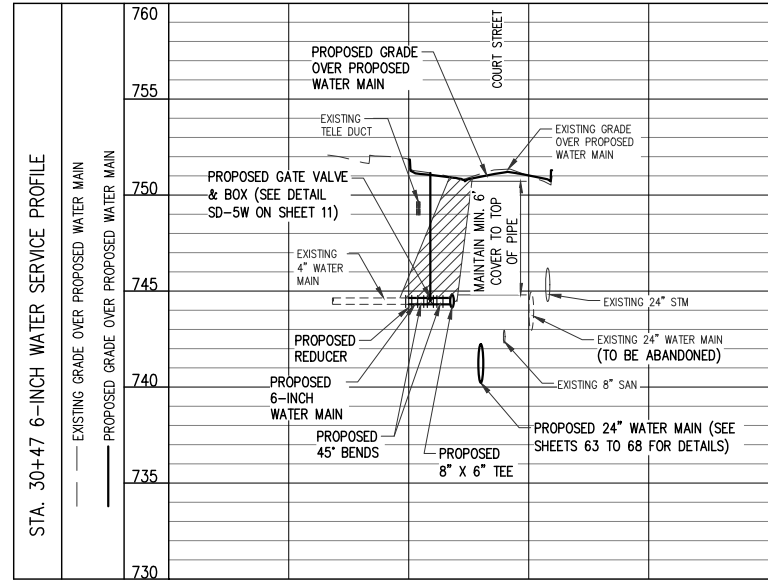 STA. 30+47 6-INCH WATER SERVICE PROFILE
EXISTING GRADE OVER PROPOSED WATER MAIN
PROPOSED GRADE OVER PROPOSED WATER MAIN
760
755
750
745
740
735
730
COURT STREET
PROPOSED GRADE
OVER PROPOSED
WATER MAIN
EXISTING
TELE DUCT
EXISTING GRADE
OVER PROPOSED
WATER MAIN
PROPOSED GATE VALVE
& BOX (SEE DETAIL
SD-5W ON SHEET 11)
MAINTAIN MIN. 6'
COVER TO TOP
OF PIPE
EXISTING
4" WATER
MAIN
EXISTING 24" STM
PROPOSED
REDUCER
EXISTING 24" WATER MAIN
(TO BE ABANDONED)
PROPOSED
6-INCH
WATER MAIN
EXISTING 8" SAN
PROPOSED
45° BENDS
PROPOSED
8" X 6" TEE
PROPOSED 24" WATER MAIN (SEE
SHEETS 63 TO 68 FOR DETAILS)